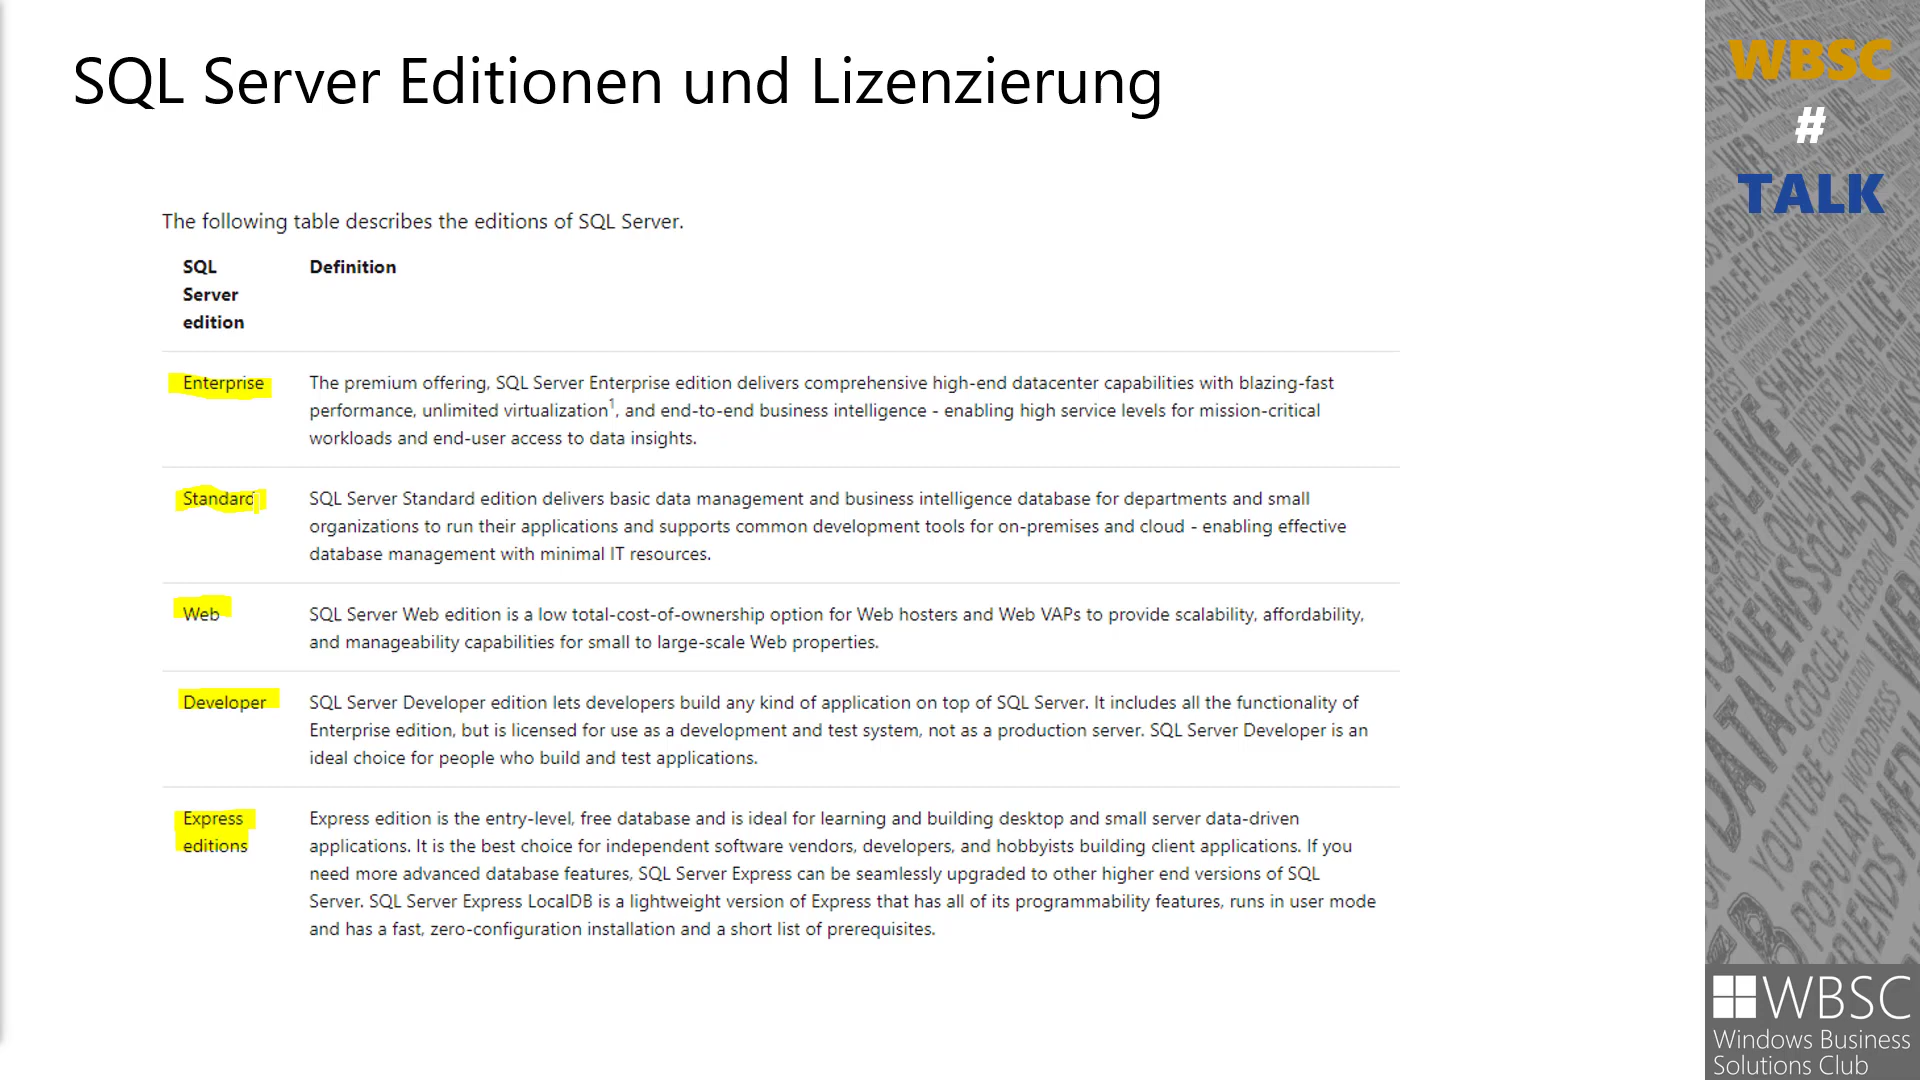 SQL Server Editionen und Lizenzierung
The following table describes the editions of SQL Server.
SQL
Server
edition
Definition
Enterprise
The premium offering, SQL Server Enterprise edition delivers comprehensive high-end datacenter capabilities with blazing-fast
performance, unlimited virtualization¹, and end-to-end business intelligence - enabling high service levels for mission-critical
workloads and end-user access to data insights.
Standard
SQL Server Standard edition delivers basic data management and business intelligence database for departments and small
organizations to run their applications and supports common development tools for on-premises and cloud - enabling effective
database management with minimal IT resources.
Web
SQL Server Web edition is a low total-cost-of-ownership option for Web hosters and Web VAPs to provide scalability, affordability,
and manageability capabilities for small to large-scale Web properties.
Developer
SQL Server Developer edition lets developers build any kind of application on top of SQL Server. It includes all the functionality of
Enterprise edition, but is licensed for use as a development and test system, not as a production server. SQL Server Developer is an
ideal choice for people who build and test applications.
Express
editions
Express edition is the entry-level, free database and is ideal for learning and building desktop and small server data-driven
applications. It is the best choice for independent software vendors, developers, and hobbyists building client applications. If you
need more advanced database features, SQL Server Express can be seamlessly upgraded to other higher end versions of SQL
Server. SQL Server Express LocalDB is a lightweight version of Express that has all of its programmability features, runs in user mode
and has a fast, zero-configuration installation and a short list of prerequisites.
WBSC
#
TALK
DATA
NEWS
SOCIAL
GOOGLE+
FACEBOOK
COMMUNICATION
YOUTUBE
WORDPRESS
POPULAR
MEDIA
WBSC
Windows Business
Solutions Club